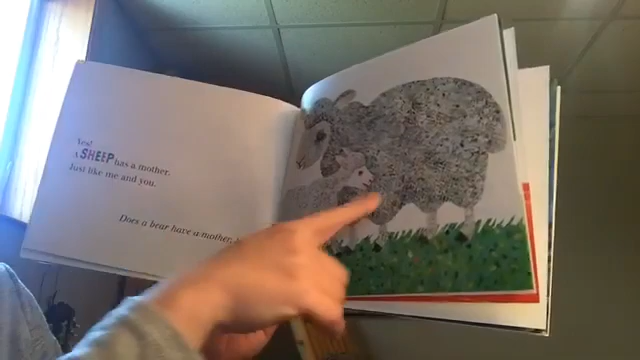 Yes!
A SHEEP has a mother.
Just like me and you.
Does a bear have a mother,